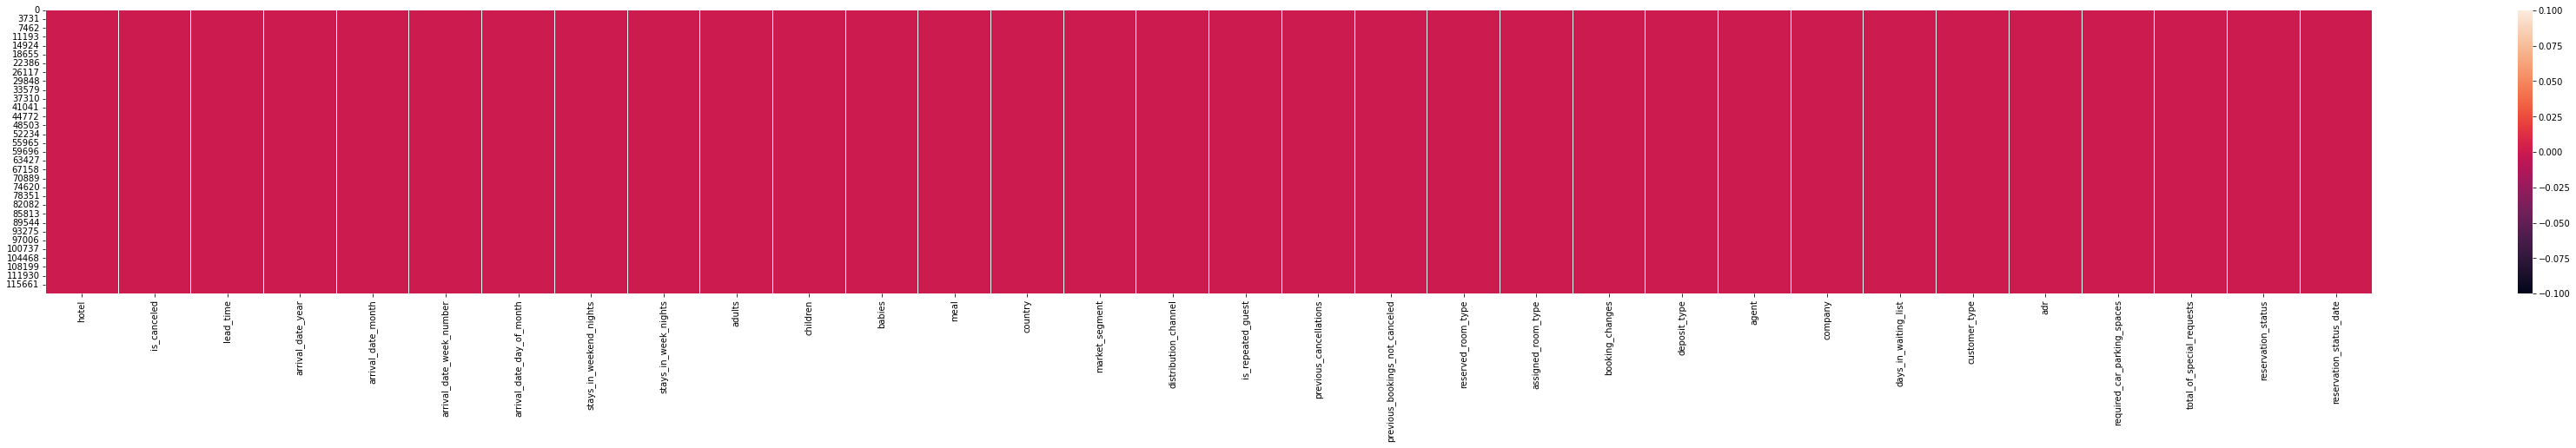 0
3731
7462
11193
14924
18655
22386
26117
29848
33579
37310
41041
44772
48503
52234
55965
59696
63427
67158
70889
74620
78351
82082
85813
89544
93275
97006
100737
104468
108199
111930
115661
hotel
is_canceled
lead_time
arrival_date_year
arrival_date_month
arrival_date_week_number
arrival_date_day_of_month
stays_in_weekend_nights
stays_in_week_nights
adults
children
babies
meal
country
market_segment
distribution_channel
is_repeated_guest
previous_cancellations
previous_bookings_not_canceled
reserved_room_type
assigned_room_type
booking_changes
deposit_type
agent
company
days_in_waiting_list
customer_type
adr
required_car_parking_spaces
total_of_special_requests
reservation_status
reservation_status_date
0.100
0.075
0.050
0.025
0.000
−0.025
−0.050
−0.075
−0.100